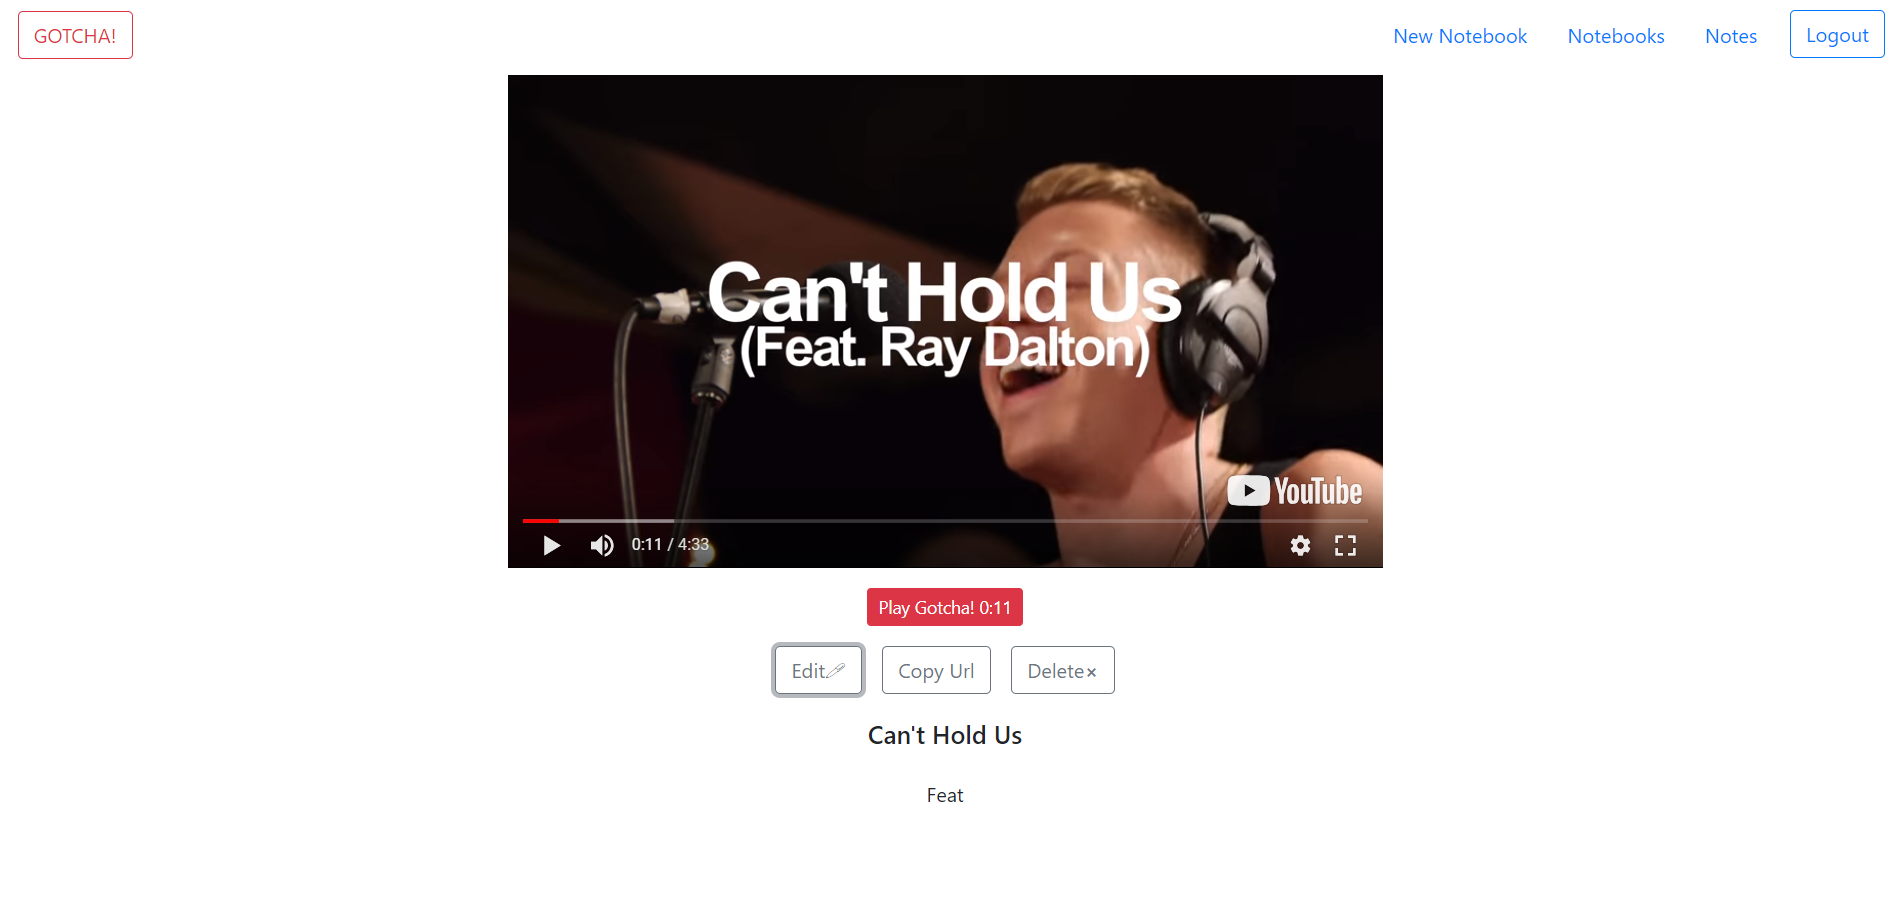 GOTCHA!
New Notebook
Notebooks
Notes
Logout
Can't Hold Us
(Feat. Ray Dalton)
YouTube
0:11 / 4:33
Play Gotcha! 0:11
Edit
Copy Url
Delete×
Can't Hold Us
Feat